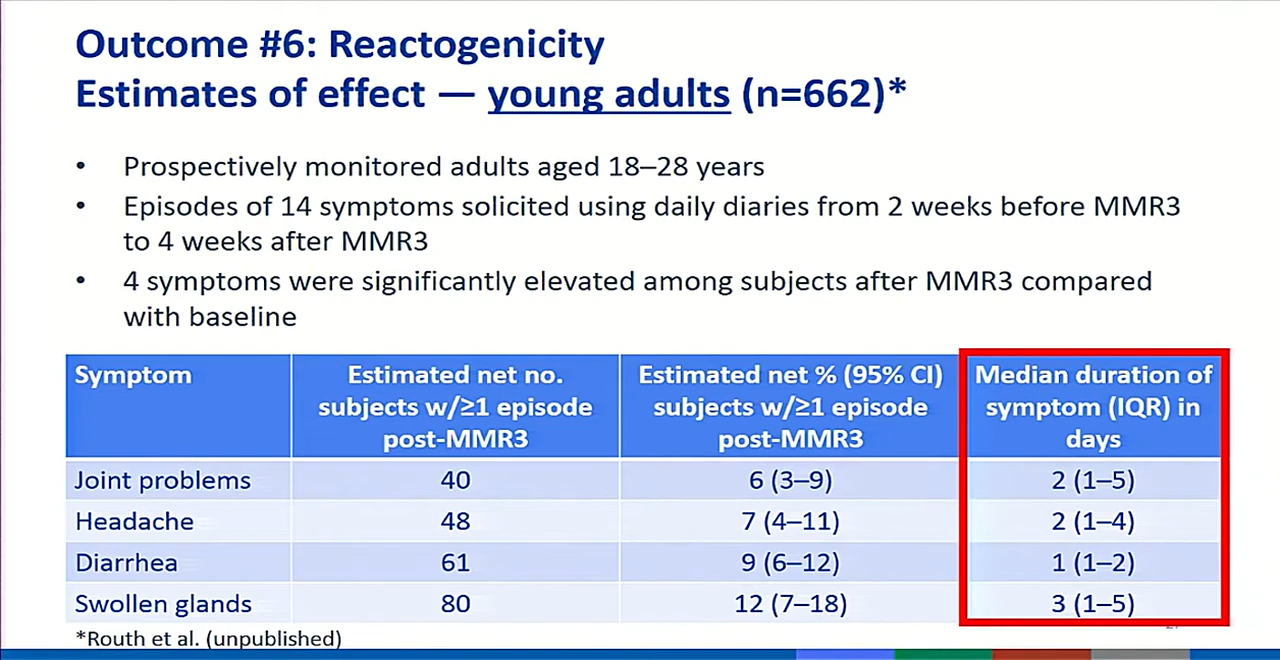 Outcome #6: Reactogenicity
Estimates of effect — young adults (n=662)*
• Prospectively monitored adults aged 18–28 years
• Episodes of 14 symptoms solicited using daily diaries from 2 weeks before MMR3
to 4 weeks after MMR3
• 4 symptoms were significantly elevated among subjects after MMR3 compared
with baseline
Symptom
Estimated net no.
subjects w/≥1 episode
post-MMR3
Estimated net % (95% CI)
subjects w/≥1 episode
post-MMR3
Median duration of
symptom (IQR) in
days
Joint problems 40 6 (3–9) 2 (1–5)
Headache 48 7 (4–11) 2 (1–4)
Diarrhea 61 9 (6–12) 1 (1–2)
Swollen glands 80 12 (7–18) 3 (1–5)
*Routh et al. (unpublished)